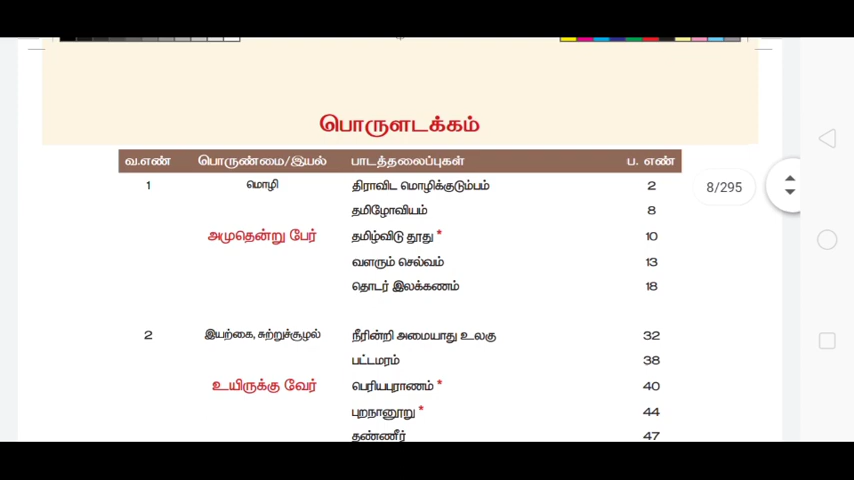 பொருளடக்கம்
வ.எண் பொருண்மை/இயல் பாடத்தலைப்புகள் ப. எண்
1 மொழி திராவிட மொழிக்குடும்பம் 2
தமிழோவியம் 8
அமுதென்று பேர் தமிழ்விடு தூது * 10
வளரும் செல்வம் 13
தொடர் இலக்கணம் 18
2 இயற்கை, சுற்றுச்சூழல் நீரின்றி அமையாது உலகு 32
பட்டமரம் 38
உயிருக்கு வேர் பெரியபுராணம் * 40
புறநானூறு * 44
தண்ணீர் 47
8/295